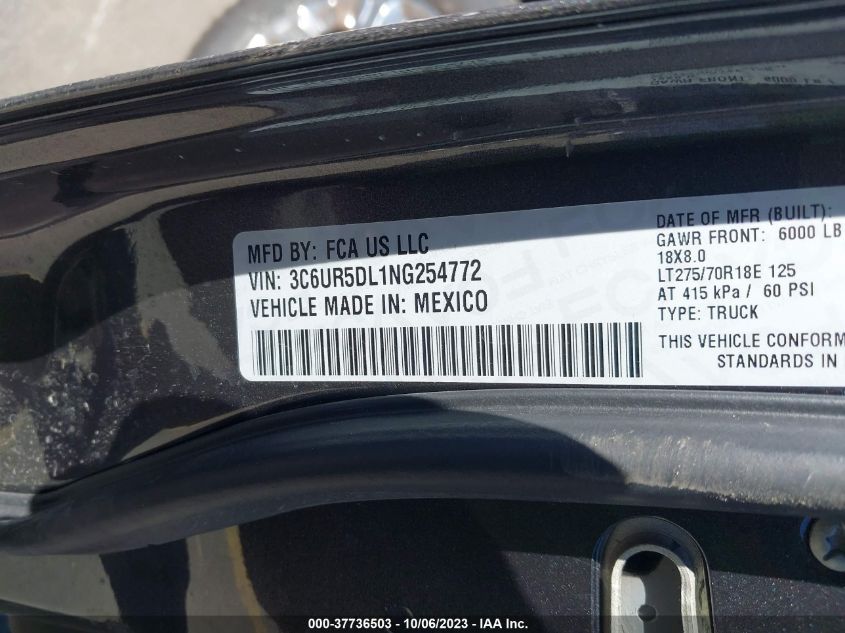 MFD BY: FCA US LLC
VIN: 3C6UR5DL1NG254772
VEHICLE MADE IN: MEXICO
DATE OF MFR (BUILT):
GAWR FRONT: 6000 LB
18X8.0
LT275/70R18E 125
AT 415 kPa / 60 PSI
TYPE: TRUCK
THIS VEHICLE CONFORM
STANDARDS IN
000-37736503 - 10/06/2023 - IAA Inc.